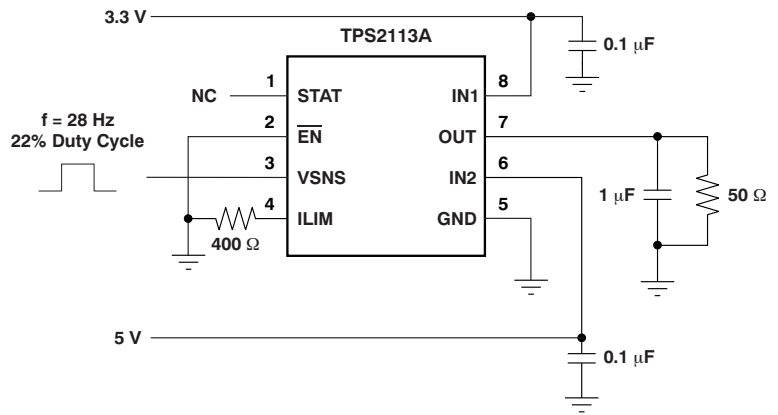 3.3 V
TPS2113A
0.1 μF
NC
1
STAT
IN1
8
f = 28 Hz
22% Duty Cycle
2
EN
OUT
7
3
VSNS
IN2
6
1 μF
50 Ω
4
ILIM
GND
5
400 Ω
5 V
0.1 μF